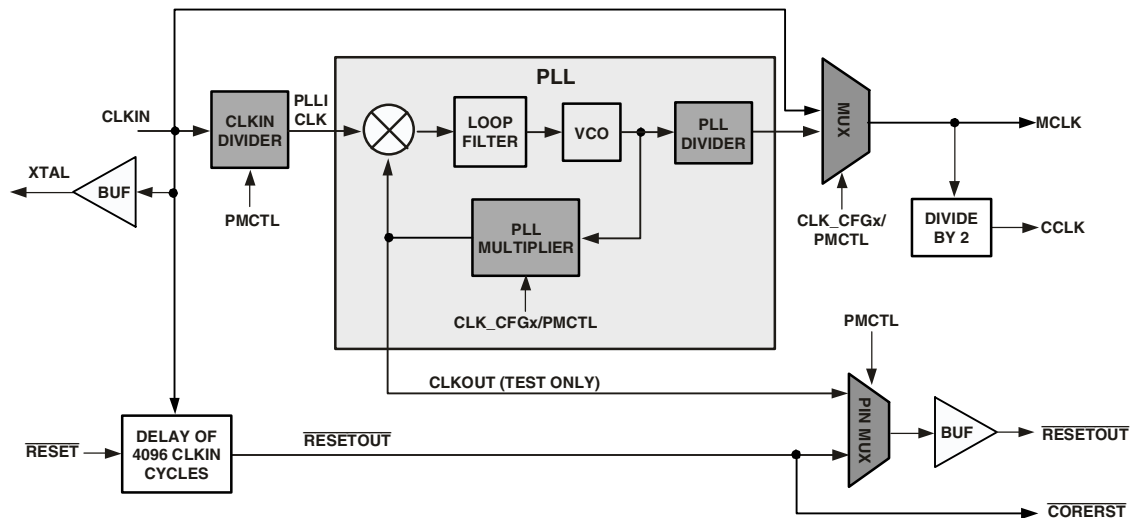 PLL
CLKIN
CLKIN
DIVIDER
PLLI
CLK
LOOP
FILTER
VCO
PLL
DIVIDER
MUX
MCLK
XTAL
BUF
PMCTL
PLL
MULTIPLIER
CLK_CFGx/
PMCTL
DIVIDE
BY 2
CCLK
CLK_CFGx/PMCTL
PMCTL
CLKOUT (TEST ONLY)
RESET
DELAY OF
4096 CLKIN
CYCLES
RESETOUT
PIN MUX
BUF
RESETOUT
CORERST